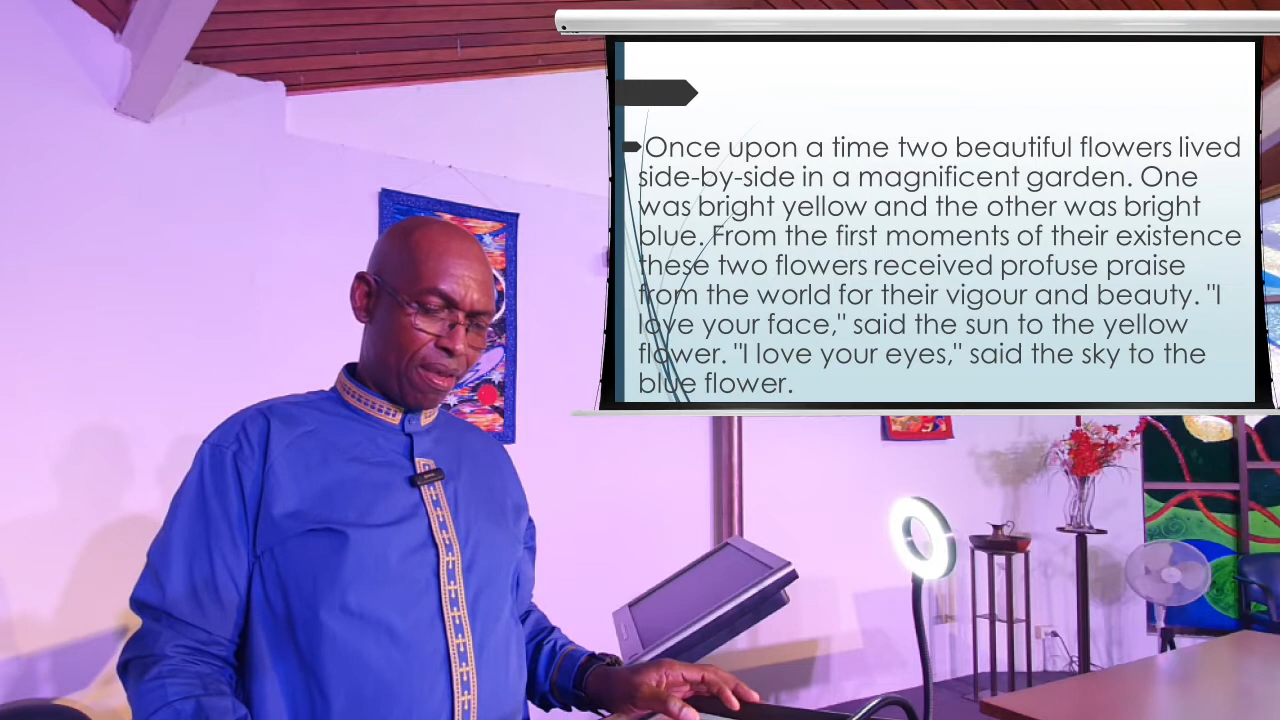 Once upon a time two beautiful flowers lived
side-by-side in a magnificent garden. One
was bright yellow and the other was bright
blue. From the first moments of their existence
these two flowers received profuse praise
from the world for their vigour and beauty. "I
love your face," said the sun to the yellow
flower. "I love your eyes," said the sky to the
blue flower.